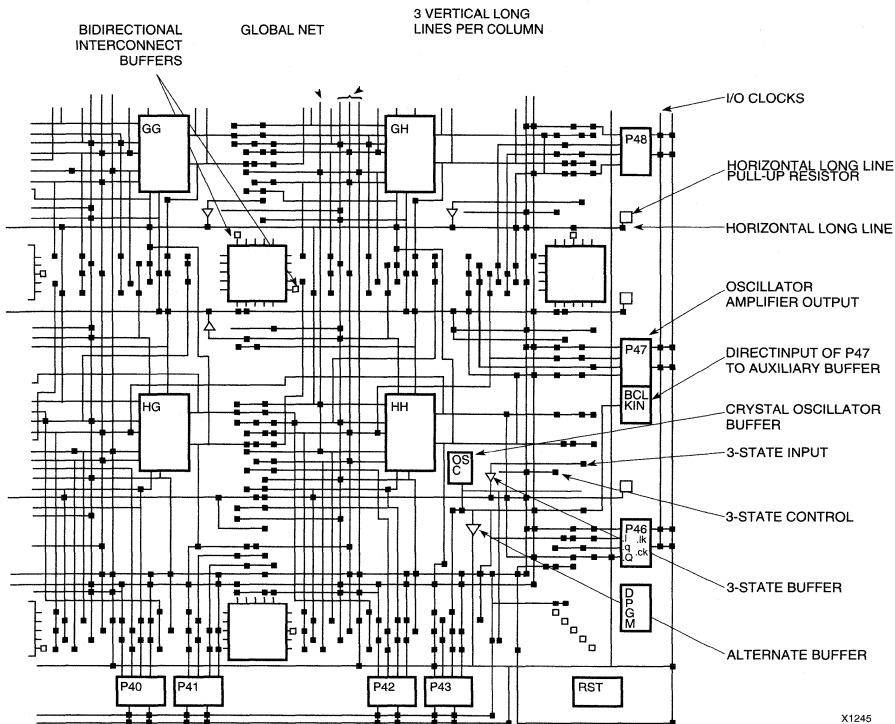 3 VERTICAL LONG
LINES PER COLUMN
BIDIRECTIONAL
INTERCONNECT
BUFFERS
GLOBAL NET
I/O CLOCKS
GG
GH
P48
HORIZONTAL LONG LINE
PULL-UP RESISTOR
HORIZONTAL LONG LINE
OSCILLATOR
AMPLIFIER OUTPUT
P47
DIRECTINPUT OF P47
TO AUXILIARY BUFFER
BCL
KIN
HG
HH
CRYSTAL OSCILLATOR
BUFFER
OS
C
3-STATE INPUT
3-STATE CONTROL
P46
.I
.lk
.q
.ck
.Q
3-STATE BUFFER
D
P
G
M
ALTERNATE BUFFER
P40
P41
P42
P43
RST
X1245